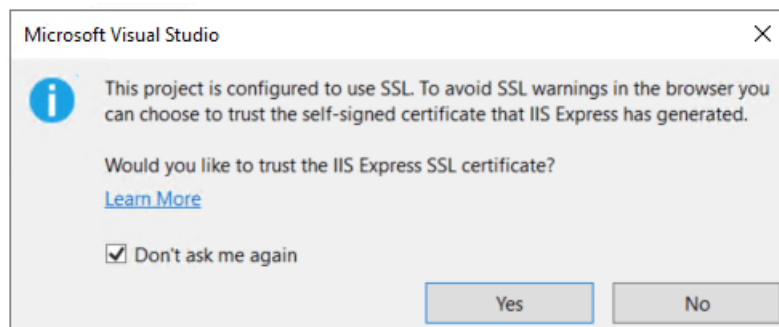 Microsoft Visual Studio
This project is configured to use SSL. To avoid SSL warnings in the browser you
can choose to trust the self-signed certificate that IIS Express has generated.
Would you like to trust the IIS Express SSL certificate?
Learn More
Don't ask me again
Yes
No